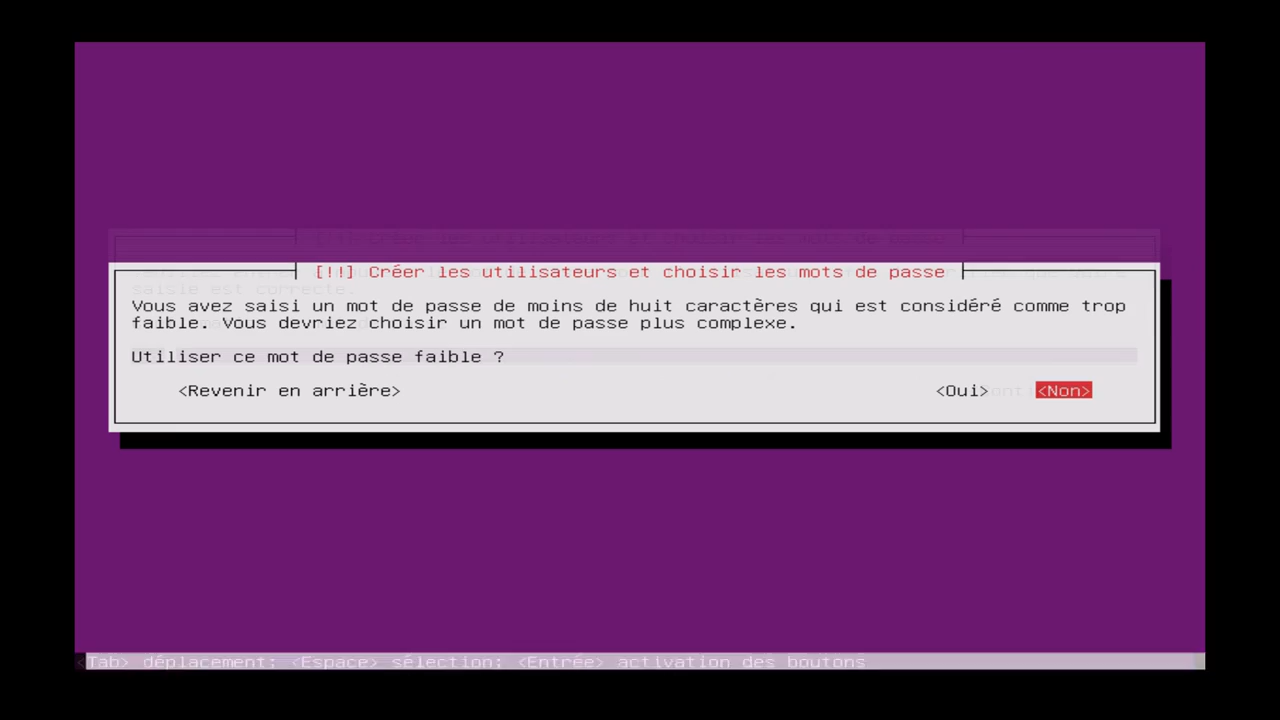 [!!] Créer les utilisateurs et choisir les mots de passe
Vous avez saisi un mot de passe de moins de huit caractères qui est considéré comme trop
faible. Vous devriez choisir un mot de passe plus complexe.
Utiliser ce mot de passe faible ?
<Revenir en arrière> <Oui> <Non>
<Tab> déplacement; <Espace> sélection; <Entrée> activation des boutons